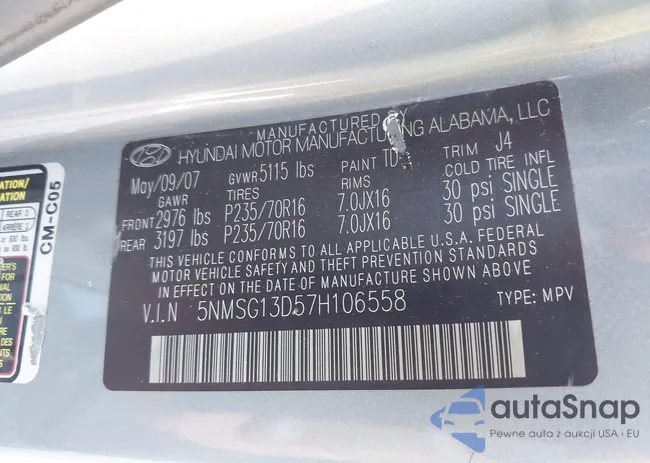 MANUFACTURED BY
HYUNDAI MOTOR MANUFACTURING ALABAMA, LLC
May/09/07 GVWR 5115 lbs PAINT TD TRIM J4
GAWR TIRES RIMS COLD TIRE INFL
FRONT 2976 lbs P235/70R16 7.0JX16 30 psi SINGLE
REAR 3197 lbs P235/70R16 7.0JX16 30 psi SINGLE
THIS VEHICLE CONFORMS TO ALL APPLICABLE U.S.A. FEDERAL
MOTOR VEHICLE SAFETY AND THEFT PREVENTION STANDARDS
IN EFFECT ON THE DATE OF MANUFACTURE SHOWN ABOVE.
V.I.N 5NMSG13D57H106558 TYPE: MPV
CM-C05
REAR
autaSnap
Pewne auta z aukcji USA i EU